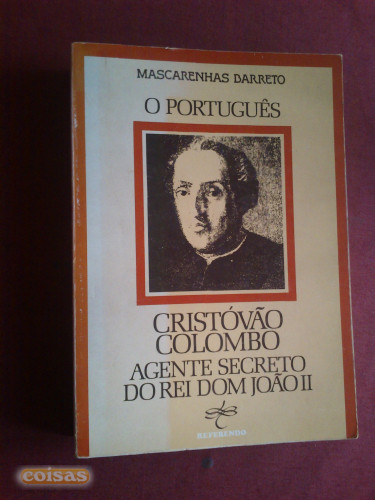 MASCARENHAS BARRETO
O PORTUGUÊS
CRISTÓVÃO
COLOMBO
AGENTE SECRETO
DO REI DOM JOÃO II
REFERENDO
coisas